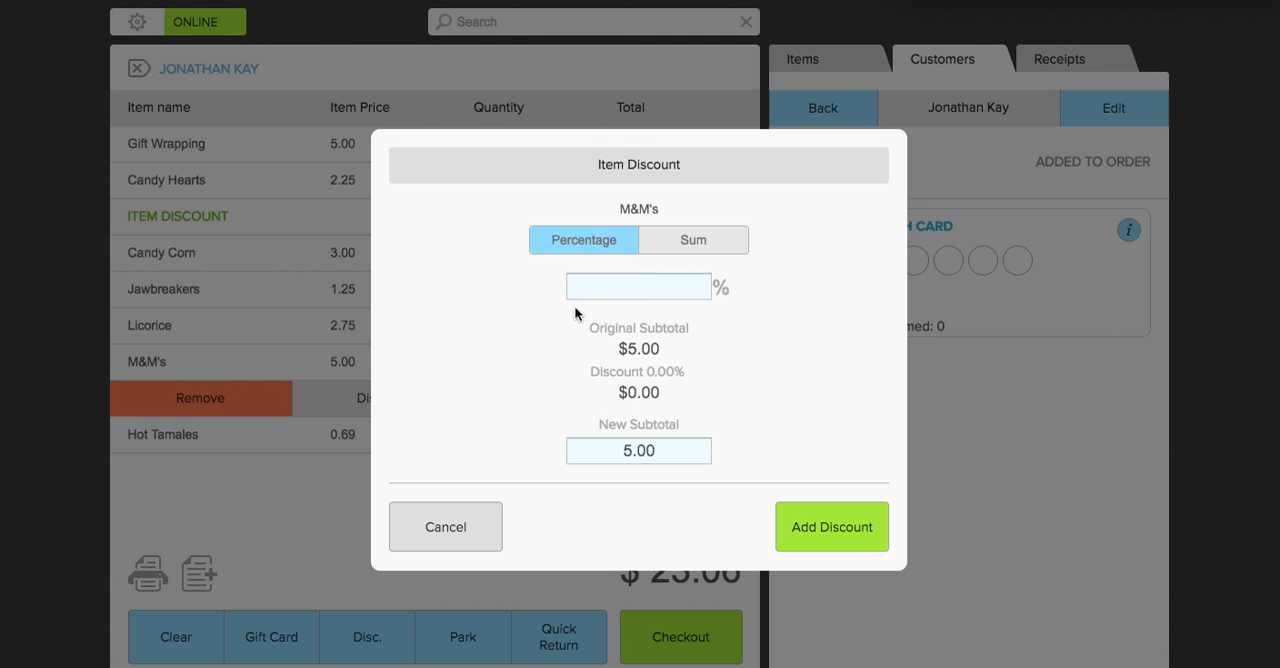 ONLINE
Search
JONATHAN KAY
Items
Customers
Receipts
Item name
Item Price
Quantity
Total
Back
Jonathan Kay
Edit
Gift Wrapping
5.00
Candy Hearts
2.25
ITEM DISCOUNT
Candy Corn
3.00
Jawbreakers
1.25
Licorice
2.75
M&M's
5.00
Remove
Hot Tamales
0.69
Item Discount
M&M's
Percentage
Sum
%
Original Subtotal
$5.00
Discount 0.00%
$0.00
New Subtotal
5.00
Cancel
Add Discount
ADDED TO ORDER
CARD
i
0
Clear
Gift Card
Disc.
Park
Quick
Return
Checkout